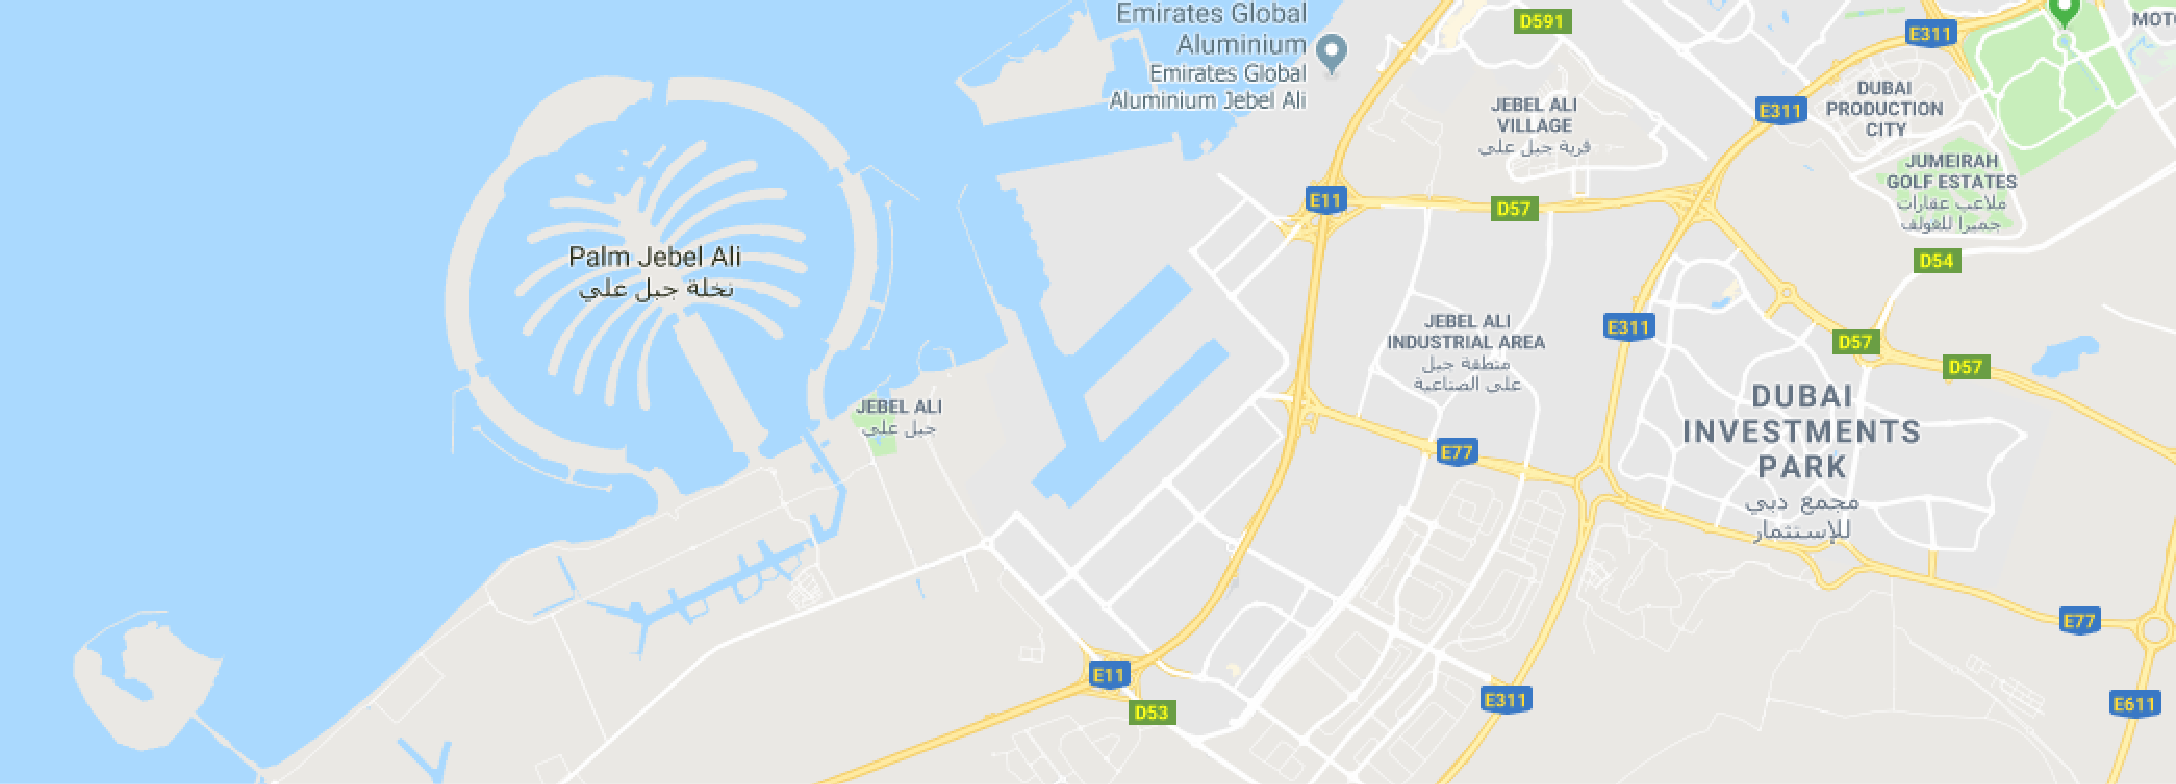 Emirates Global
Aluminium
Emirates Global
Aluminium Jebel Ali
D591
E311
MOTO
JEBEL ALI
VILLAGE
قرية جبل علي
E311
DUBAI
PRODUCTION
CITY
JUMEIRAH
GOLF ESTATES
ملاعب عقارات
جميرا للغولف
E11
D57
D54
Palm Jebel Ali
نخلة جبل علي
JEBEL ALI
INDUSTRIAL AREA
منطقة جبل
علي الصناعية
E311
D57
D57
JEBEL ALI
جبل علي
DUBAI
INVESTMENTS
PARK
مجمع دبي
للإستثمار
E77
E77
E11
D53
E311
E611